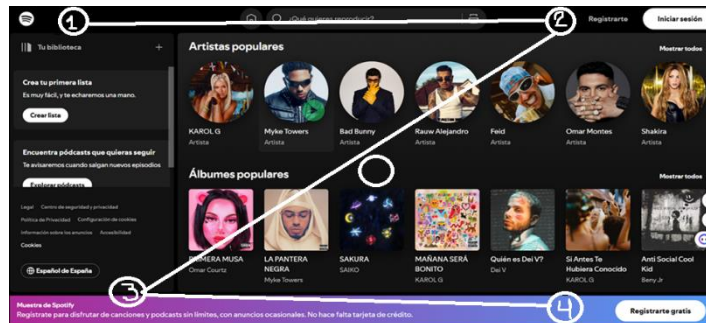 1
2
¿Qué quieres reproducir?
Registrarte
Iniciar sesión
Tu biblioteca
Crea tu primera lista
Es muy fácil, y te echaremos una mano.
Crear lista
Encuentra pódcasts que quieras seguir
Te avisaremos cuando salgan nuevos episodios
Explorar pódcasts
Legal Centro de seguridad y privacidad
Política de Privacidad Configuración de cookies
Información sobre los anuncios Accesibilidad
Cookies
Español de España
Artistas populares
Mostrar todos
KAROL G
Artista
Myke Towers
Artista
Bad Bunny
Artista
Rauw Alejandro
Artista
Feid
Artista
Omar Montes
Artista
Shakira
Artista
Álbumes populares
Mostrar todos
PRIMERA MUSA
Omar Courtz
LA PANTERA
NEGRA
Myke Towers
SAKURA
SAIKO
MAÑANA SERÁ
BONITO
KAROL G
Quién es Dei V?
Dei V
Si Antes Te
Hubiera Conocido
KAROL G
Anti Social Cool
Kid
Beny Jr
3
4
Muestra de Spotify
Regístrate para disfrutar de canciones y podcasts sin límites, con anuncios ocasionales. No hace falta tarjeta de crédito.
Registrarte gratis